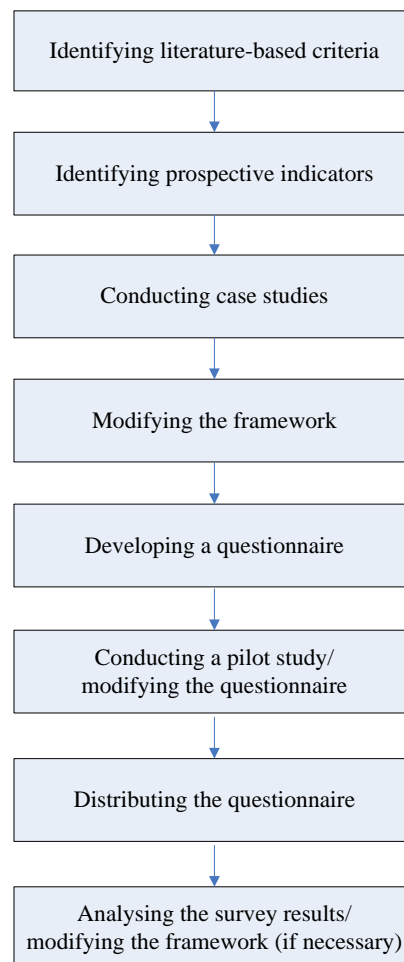 Identifying literature-based criteria
Identifying prospective indicators
Conducting case studies
Modifying the framework
Developing a questionnaire
Conducting a pilot study/
modifying the questionnaire
Distributing the questionnaire
Analysing the survey results/
modifying the framework (if necessary)